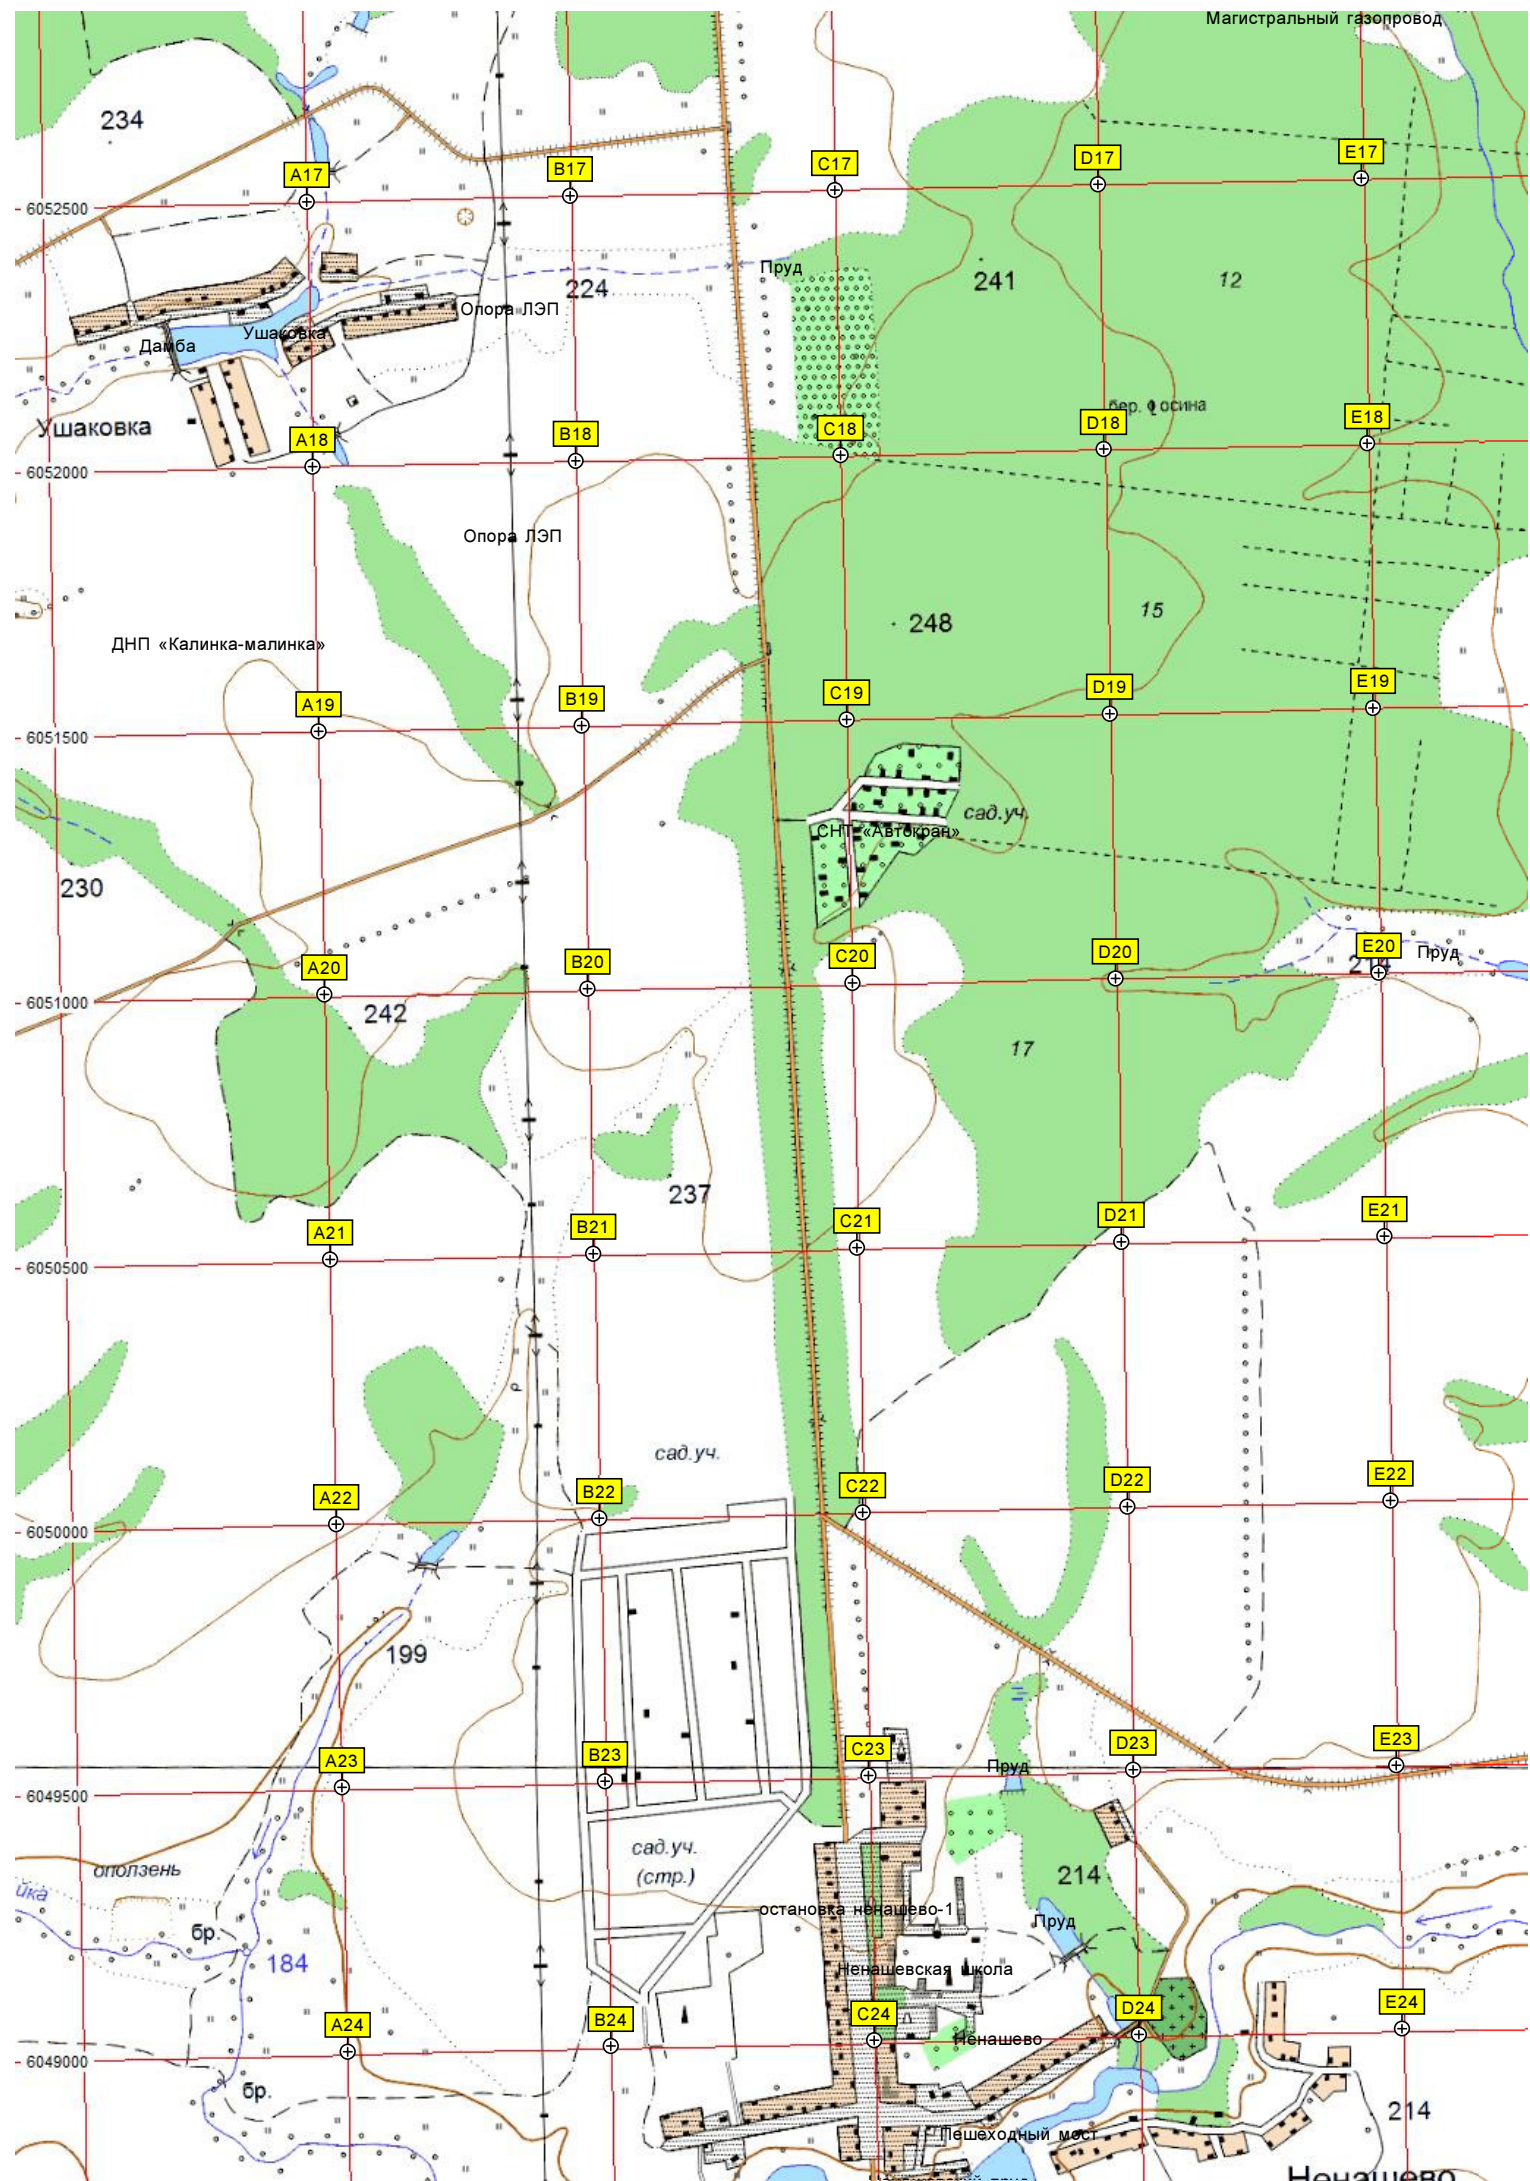 Магистральный газопровод
234
A17
B17
C17
D17
E17
6052500
Пруд
224
241
12
Опора ЛЭП
Ушаковка
Дамба
бер. осина
Ушаковка
A18
B18
C18
D18
E18
6052000
Опора ЛЭП
248
15
ДНП «Калинка-малинка»
A19
B19
C19
D19
E19
6051500
сад.уч.
СНТ «Автокран»
230
A20
B20
C20
D20
E20
214
Пруд
6051000
242
17
237
A21
B21
C21
D21
E21
6050500
р
сад.уч.
A22
B22
C22
D22
E22
6050000
199
A23
B23
C23
D23
E23
Пруд
6049500
сад.уч.
(стр.)
оползень
214
йка
остановка ненашево-1
Пруд
бр.
184
Ненашевская школа
A24
B24
C24
D24
E24
Ненашево
6049000
бр.
214
Пешеходный мост
Ненашево